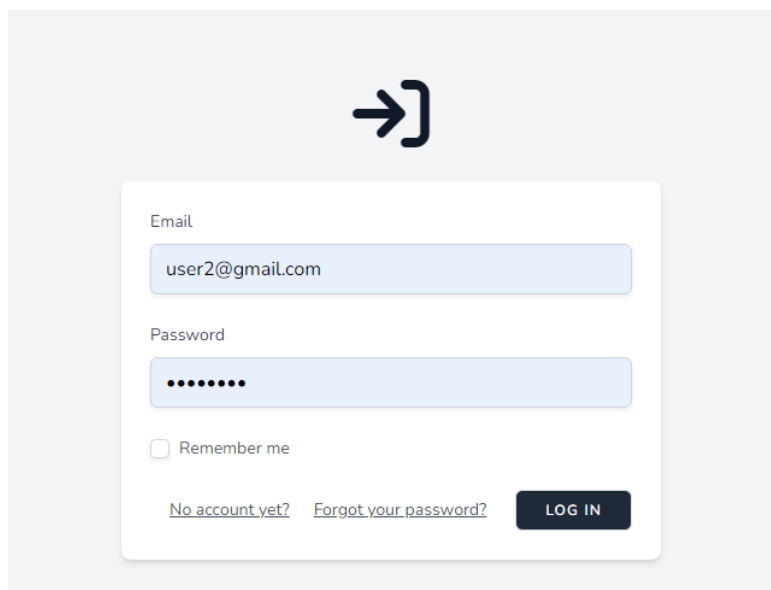 Email
user2@gmail.com
Password
••••••••
Remember me
No account yet? Forgot your password? LOG IN